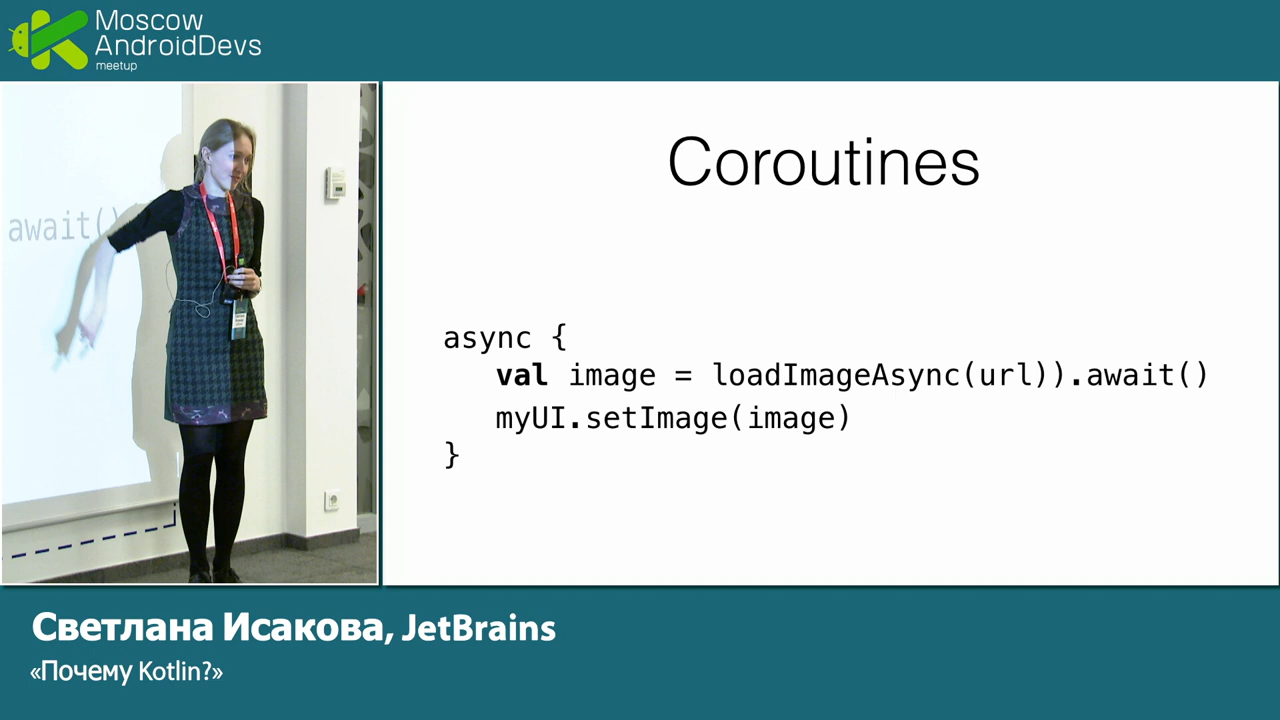 Moscow
AndroidDevs
meetup
await()
Coroutines
async {
val image = loadImageAsync(url)).await()
myUI.setImage(image)
}
Светлана Исакова, JetBrains
«Почему Kotlin?»